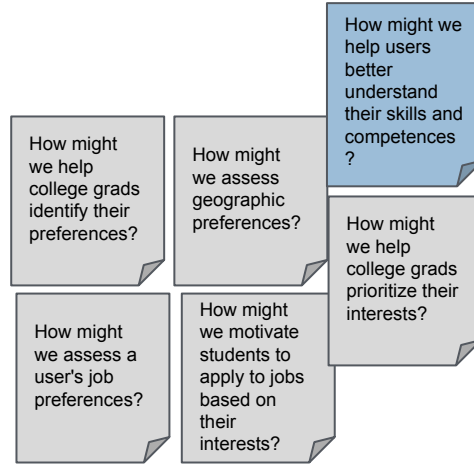 How might we
help users
better
understand
their skills and
competences
?
How might
we help
college grads
identify their
preferences?
How might
we assess
geographic
preferences?
How might
we help
college grads
prioritize their
interests?
How might
we assess a
user's job
preferences?
How might
we motivate
students to
apply to jobs
based on
their
interests?